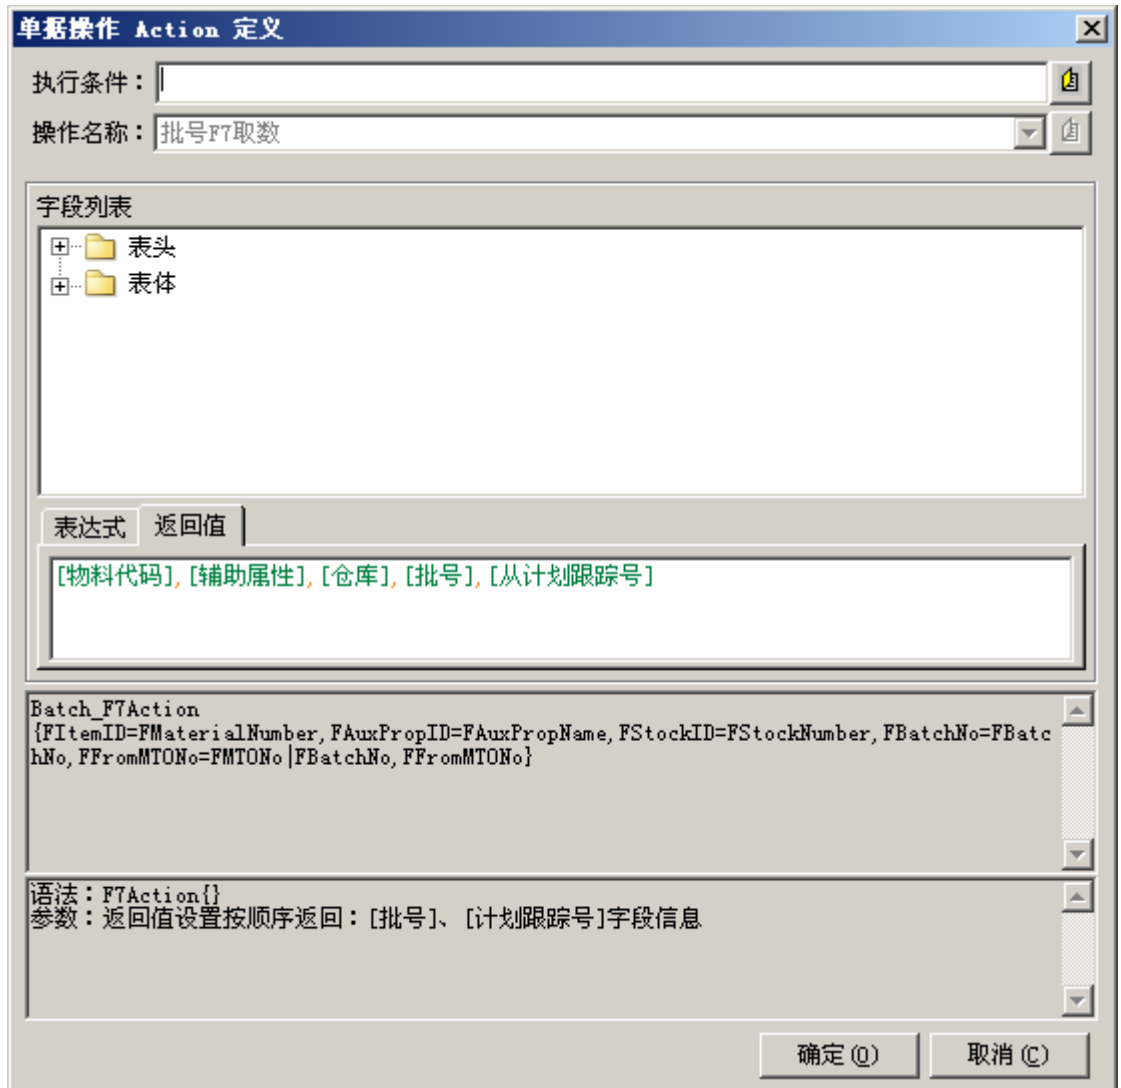 单据操作 Action 定义
执行条件：
操作名称：批号F7取数
字段列表
表头
表体
表达式 返回值
[物料代码], [辅助属性], [仓库], [批号], [从计划跟踪号]
Batch_F7Action
{FItemID=FMaterialNumber, FAuxPropID=FAuxPropName, FStockID=FStockNumber, FBatchNo=FBatc
hNo, FFromMTONo=FMTONo|FBatchNo, FFromMTONo}
语法：F7Action{}
参数：返回值设置按顺序返回：[批号]、[计划跟踪号]字段信息
确定(O) 取消(C)